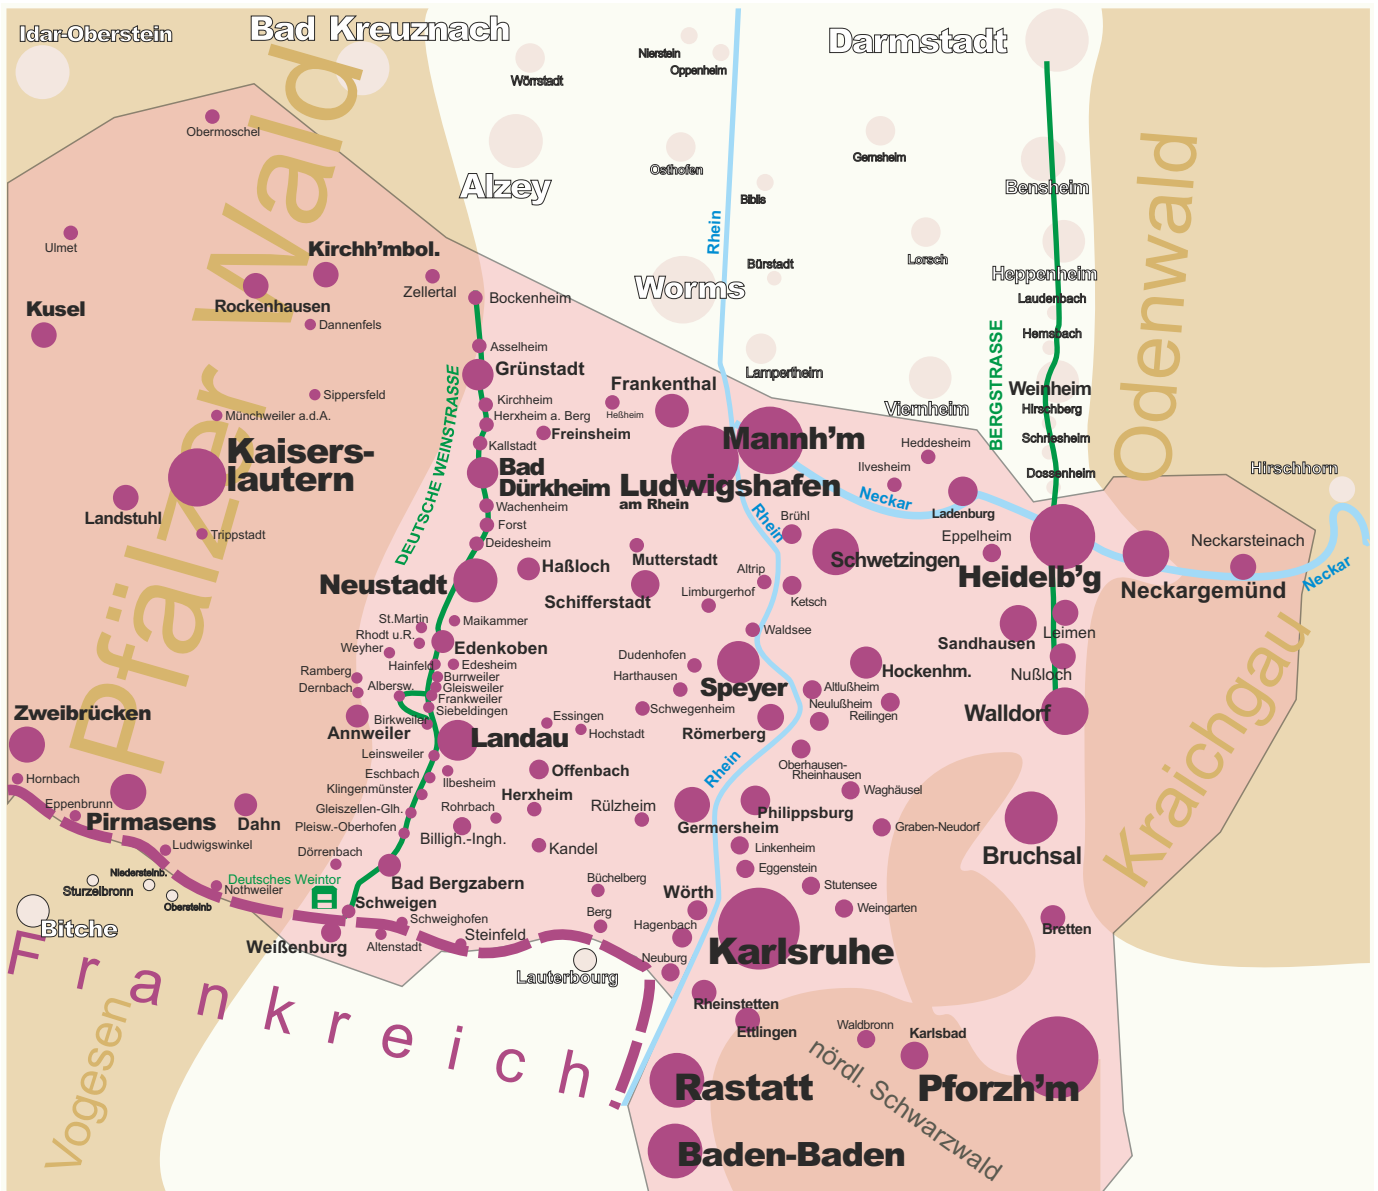 Idar-Oberstein
Bad Kreuznach
Wörrstadt
Nierstein
Oppenheim
Darmstadt
Obermoschel
Pfälzer Wald
Alzey
Osthofen
Gernsheim
Biblis
Bensheim
Odenwald
Rhein
Ulmet
Kirchh'mbol.
Rockenhausen
Zellertal
Bockenheim
Bürstadt
Lorsch
Heppenheim
Worms
Laudenbach
Kusel
Dannenfels
Hemsbach
BERGSTRASSE
Asselheim
Grünstadt
DEUTSCHE WEINSTRASSE
Lampertheim
Frankenthal
Weinheim
Sippersfeld
Kirchheim
Heßheim
Viernheim
Hirschberg
Münchweiler a.d.A.
Herxheim a. Berg
Freinsheim
Mannh'm
Heddesheim
Schriesheim
Kallstadt
Kaisers-
lautern
Bad
Dürkheim
Ludwigshafen
am Rhein
Ilvesheim
Dossenheim
Hirschhorn
Neckar
Landstuhl
Wachenheim
Ladenburg
Trippstadt
Forst
Rhein
Brühl
Eppelheim
Neckarsteinach
Deidesheim
Mutterstadt
Schwetzingen
Haßloch
Altrip
Heidelb'g
Neckar
Neustadt
Schifferstadt
Limburgerhof
Ketsch
Neckargemünd
St.Martin
Maikammer
Waldsee
Rhodt u.R.
Leimen
Weyher
Edenkoben
Sandhausen
Hainfeld
Edesheim
Dudenhofen
Ramberg
Burrweiler
Harthausen
Hockenhm.
Nußloch
Dernbach
Albersw.
Gleisweiler
Speyer
Altlußheim
Kraichgau
Frankweiler
Neulußheim
Zweibrücken
Siebeldingen
Schwegenheim
Reilingen
Walldorf
Birkweiler
Essingen
Annweiler
Landau
Hochstadt
Römerberg
Leinsweiler
Oberhausen-
Rheinhausen
Rhein
Hornbach
Eschbach
Ilbesheim
Offenbach
Klingenmünster
Herxheim
Waghäusel
Eppenbrunn
Gleiszellen-Glh.
Rohrbach
Rülzheim
Philippsburg
Pirmasens
Dahn
Pleisw.-Oberhofen
Billigh.-Ingh.
Germersheim
Graben-Neudorf
Ludwigswinkel
Dörrenbach
Kandel
Linkenheim
Bruchsal
Niedersteinb.
Deutsches Weintor
Eggenstein
Sturzelbronn
Nothweiler
Bad Bergzabern
Büchelberg
Stutensee
Obersteinb
Schweigen
Wörth
Weingarten
Bitche
Schweighofen
Berg
Hagenbach
Bretten
Weißenburg
Altenstadt
Steinfeld
Karlsruhe
Neuburg
Lauterbourg
Frankreich
Rheinstetten
Ettlingen
Waldbronn
Karlsbad
Vogesen
Rastatt
nördl. Schwarzwald
Pforzh'm
Baden-Baden